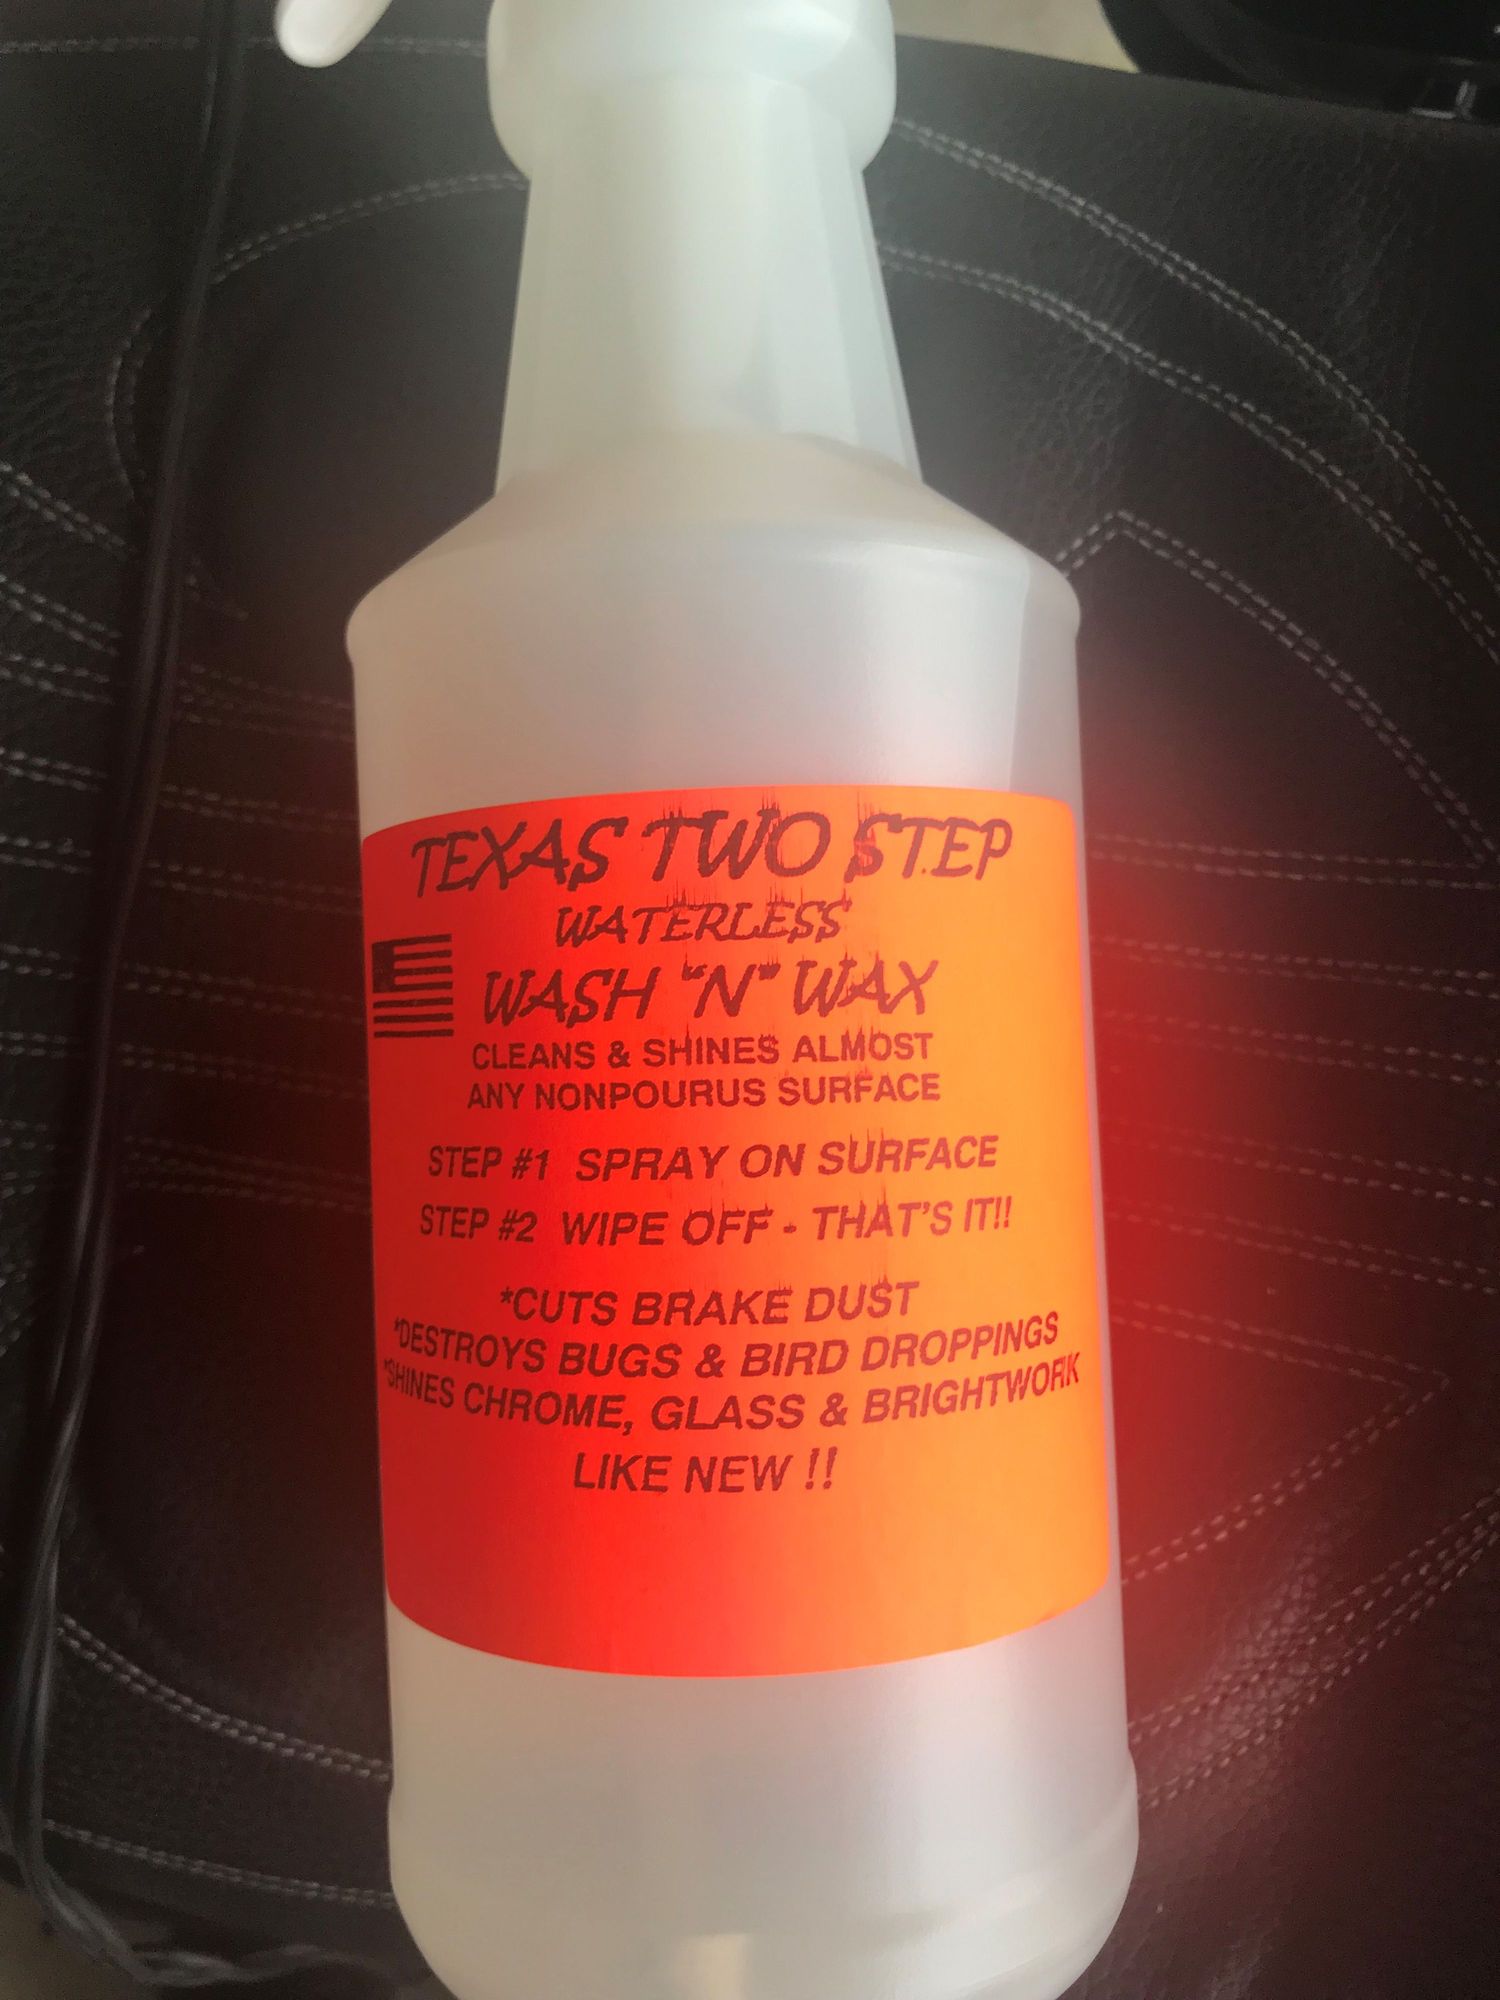 TEXAS TWO STEP
WATERLESS
WASH "N" WAX
CLEANS & SHINES ALMOST
ANY NONPOURUS SURFACE
STEP #1 SPRAY ON SURFACE
STEP #2 WIPE OFF - THAT'S IT!!
*CUTS BRAKE DUST
*DESTROYS BUGS & BIRD DROPPINGS
*SHINES CHROME, GLASS & BRIGHTWORK
LIKE NEW !!